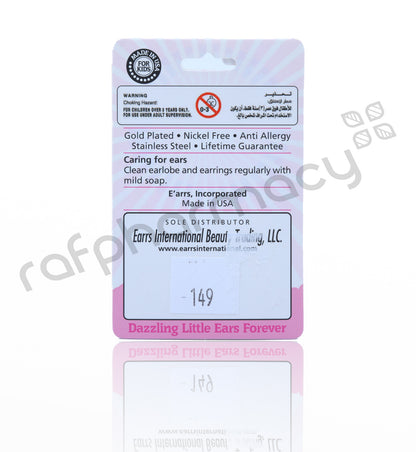 MADE IN USA
FOR KIDS
WARNING
Choking Hazard:
FOR CHILDREN OVER 3 YEARS ONLY.
FOR USE UNDER ADULT SUPERVISION.
0-3
تحذير
Gold Plated • Nickel Free • Anti Allergy
Stainless Steel • Lifetime Guarantee
Caring for ears
Clean earlobe and earrings regularly with
mild soap.
E'arrs, Incorporated
Made in USA
SOLE DISTRIBUTOR
Earrs International Beauty Trading, LLC.
www.earrsinternational.com
149
Dazzling Little Ears Forever
rafpharmacy